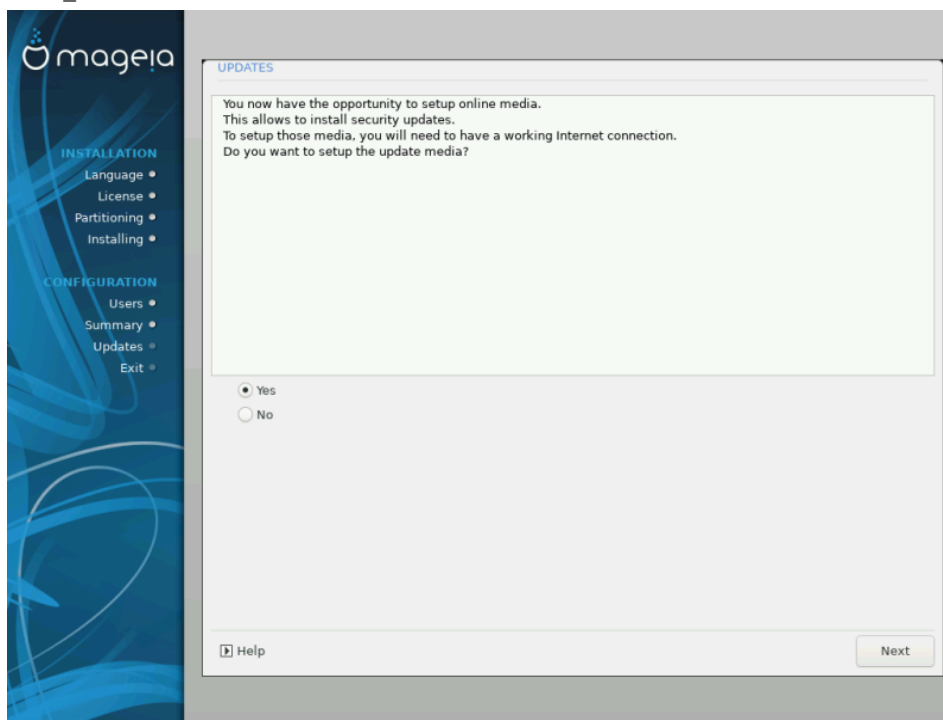 mageia
INSTALLATION
Language
License
Partitioning
Installing
CONFIGURATION
Users
Summary
Updates
Exit
UPDATES
You now have the opportunity to setup online media.
This allows to install security updates.
To setup those media, you will need to have a working Internet connection.
Do you want to setup the update media?
Yes
No
Help
Next